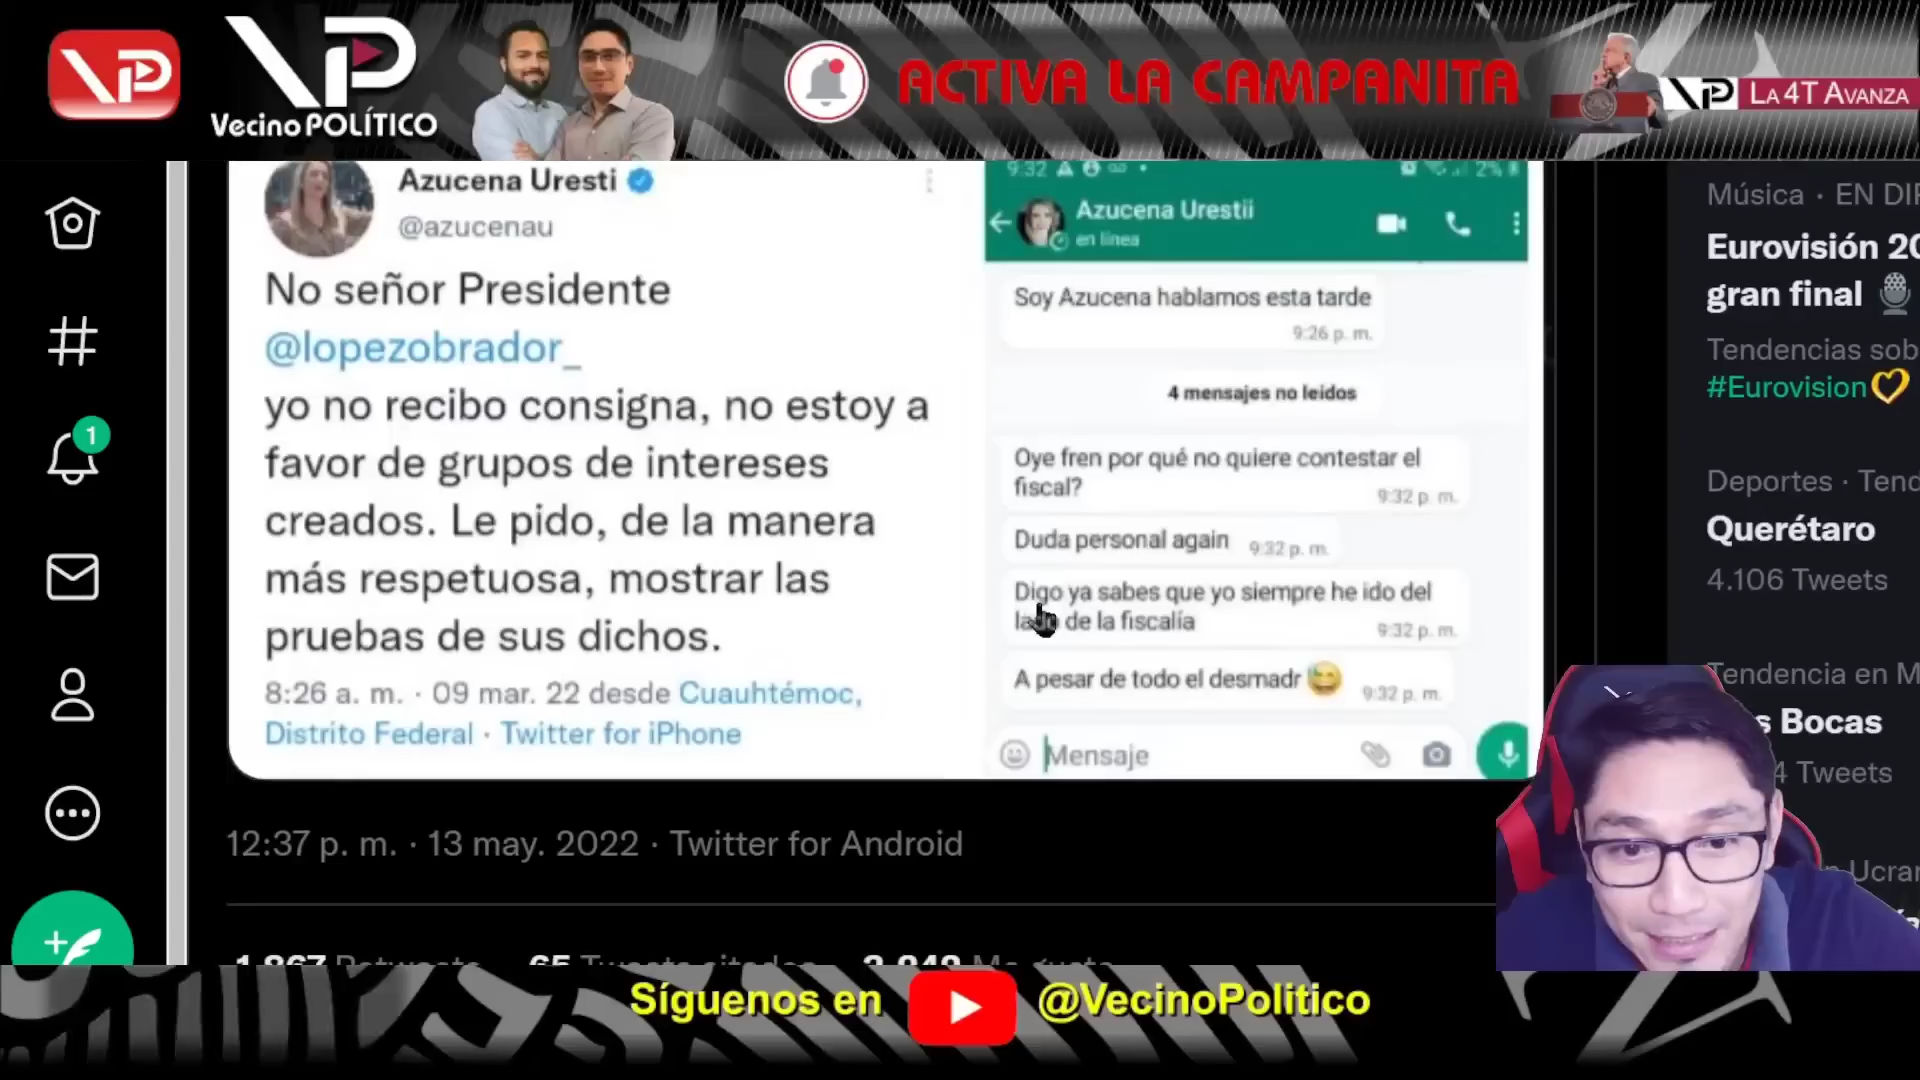 VP
VP
Vecino POLÍTICO
ACTIVA LA CAMPANITA
VP LA 4T AVANZA
1
Azucena Uresti
@azucenau
No señor Presidente
@lopezobrador_
yo no recibo consigna, no estoy a
favor de grupos de intereses
creados. Le pido, de la manera
más respetuosa, mostrar las
pruebas de sus dichos.
8:26 a. m. · 09 mar. 22 desde Cuauhtémoc,
Distrito Federal · Twitter for iPhone
9:32
2%
Azucena Urestii
en línea
Soy Azucena hablamos esta tarde
9:26 p. m.
4 mensajes no leídos
Oye fren por qué no quiere contestar el
fiscal?
9:32 p. m.
Duda personal again 9:32 p. m.
Digo ya sabes que yo siempre he ido del
lado de la fiscalía
9:32 p. m.
A pesar de todo el desmadr 9:32 p. m.
Mensaje
12:37 p. m. · 13 may. 2022 · Twitter for Android
1.867 Retweets 65 Tweets citados Me gusta
Música · EN DI
Eurovisión 20
gran final
Tendencias sob
#Eurovision
Deportes · Tend
Querétaro
4.106 Tweets
Tendencia en M
s Bocas
4 Tweets
Ucran
Síguenos en @VecinoPolitico